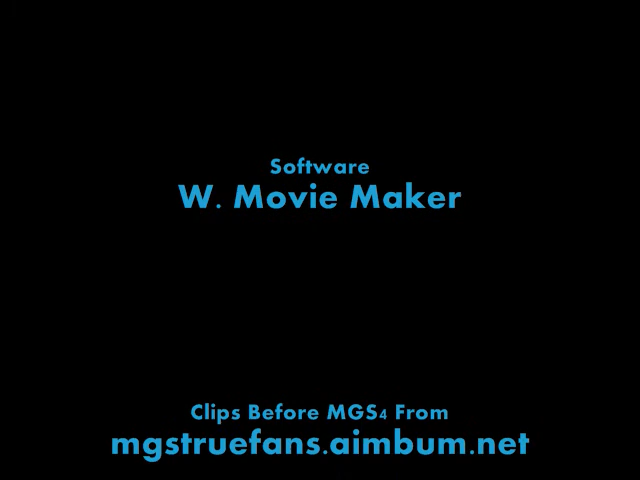 Software
W. Movie Maker
Clips Before MGS4 From
mgstruefans.aimbum.net